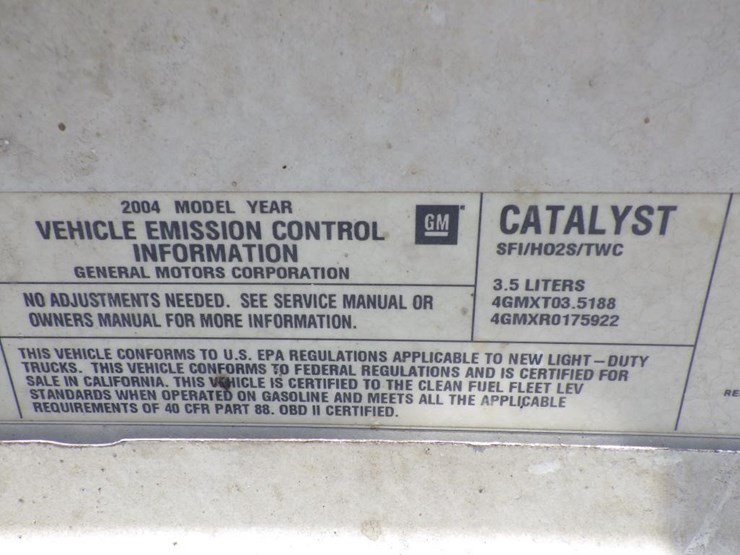 2004 MODEL YEAR
VEHICLE EMISSION CONTROL
INFORMATION
GENERAL MOTORS CORPORATION
GM
CATALYST
SFI/HO2S/TWC
3.5 LITERS
4GMXT03.5188
4GMXR0175922
NO ADJUSTMENTS NEEDED. SEE SERVICE MANUAL OR
OWNERS MANUAL FOR MORE INFORMATION.
THIS VEHICLE CONFORMS TO U.S. EPA REGULATIONS APPLICABLE TO NEW LIGHT-DUTY
TRUCKS. THIS VEHICLE CONFORMS TO FEDERAL REGULATIONS AND IS CERTIFIED FOR
SALE IN CALIFORNIA. THIS VEHICLE IS CERTIFIED TO THE CLEAN FUEL FLEET LEV
STANDARDS WHEN OPERATED ON GASOLINE AND MEETS ALL THE APPLICABLE
REQUIREMENTS OF 40 CFR PART 88. OBD II CERTIFIED.
RE